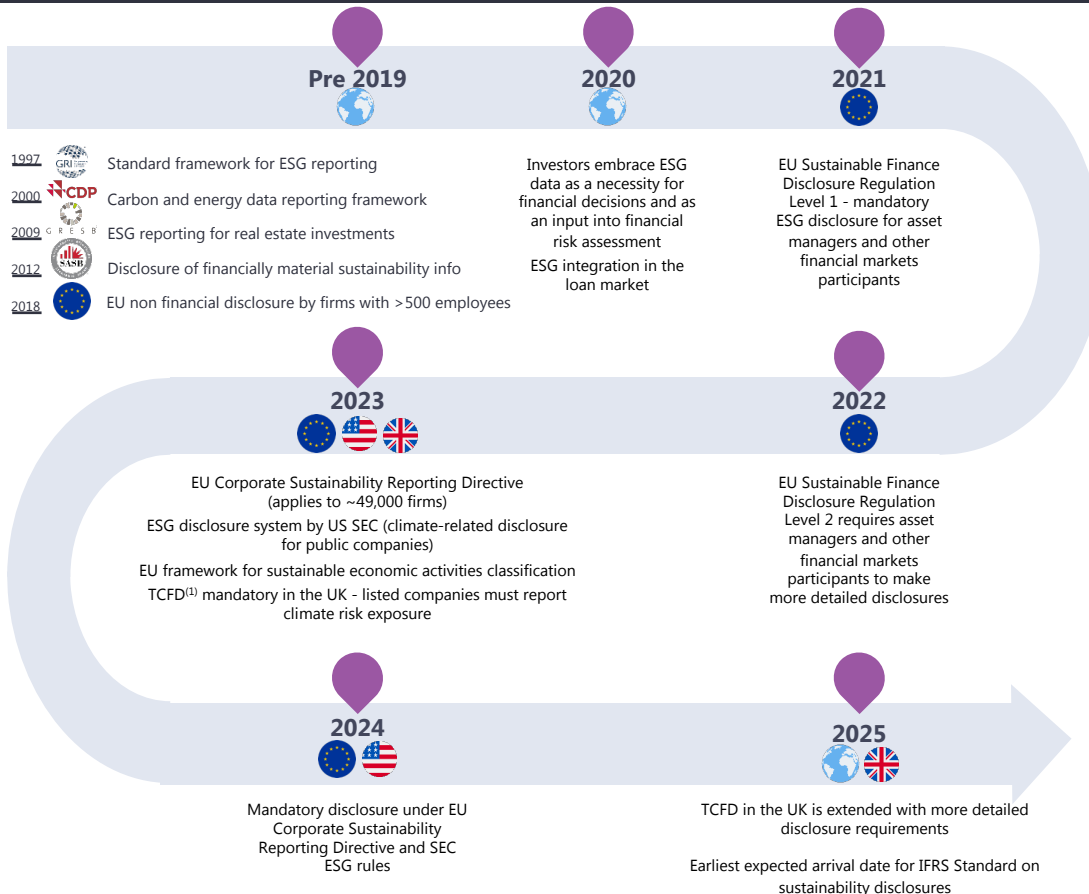 Pre 2019
2020
2021
1997
GRI
Standard framework for ESG reporting
2000
CDP
Carbon and energy data reporting framework
2009
GRESB
ESG reporting for real estate investments
2012
SASB
Disclosure of financially material sustainability info
2018
EU non financial disclosure by firms with >500 employees
Investors embrace ESG
data as a necessity for
financial decisions and as
an input into financial
risk assessment
ESG integration in the
loan market
EU Sustainable Finance
Disclosure Regulation
Level 1 - mandatory
ESG disclosure for asset
managers and other
financial markets
participants
2023
2022
EU Corporate Sustainability Reporting Directive
(applies to ~49,000 firms)
ESG disclosure system by US SEC (climate-related disclosure
for public companies)
EU framework for sustainable economic activities classification
TCFD(1) mandatory in the UK - listed companies must report
climate risk exposure
EU Sustainable Finance
Disclosure Regulation
Level 2 requires asset
managers and other
financial markets
participants to make
more detailed disclosures
2024
2025
Mandatory disclosure under EU
Corporate Sustainability
Reporting Directive and SEC
ESG rules
TCFD in the UK is extended with more detailed
disclosure requirements
Earliest expected arrival date for IFRS Standard on
sustainability disclosures